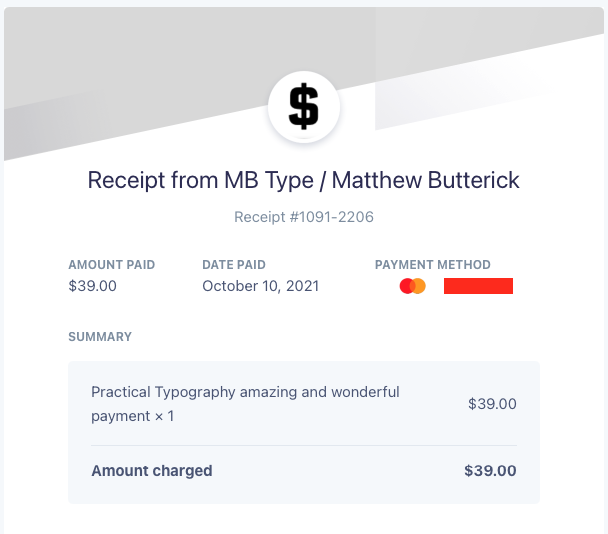 $
Receipt from MB Type / Matthew Butterick
Receipt #1091-2206
AMOUNT PAID DATE PAID PAYMENT METHOD
$39.00 October 10, 2021
SUMMARY
Practical Typography amazing and wonderful
payment × 1 $39.00
Amount charged $39.00